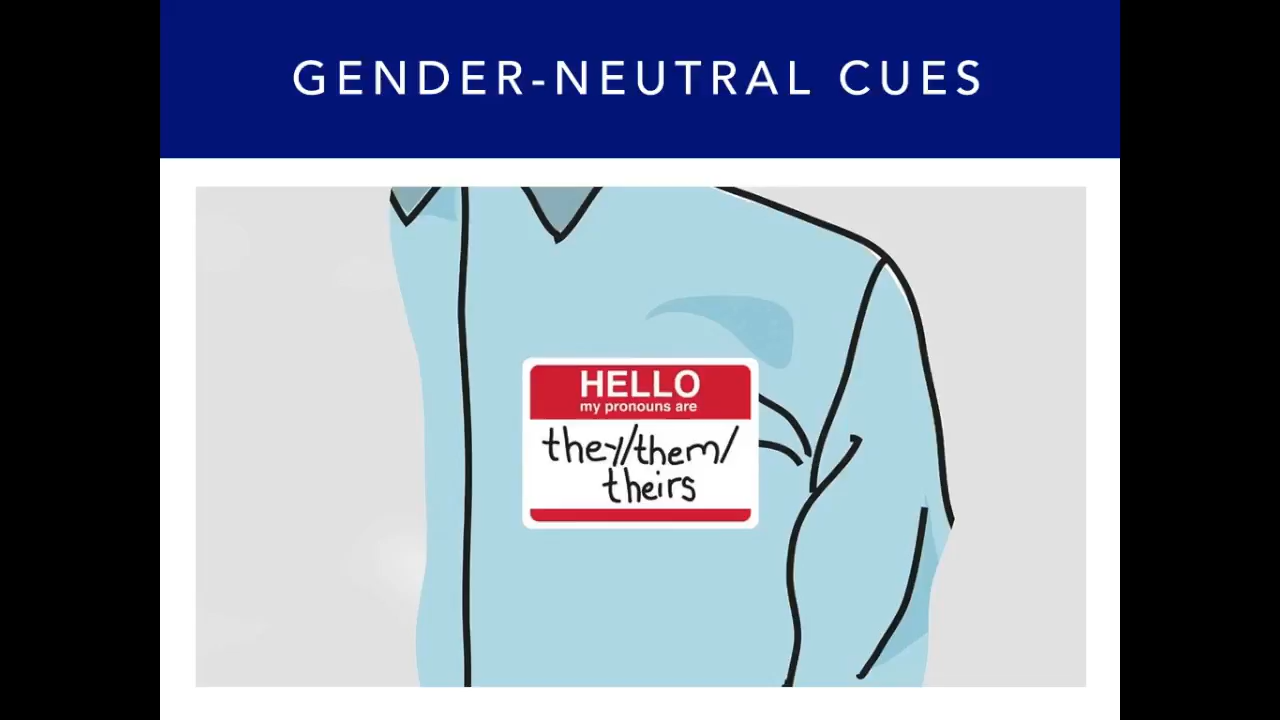 GENDER-NEUTRAL CUES
HELLO
my pronouns are
they/them/
theirs